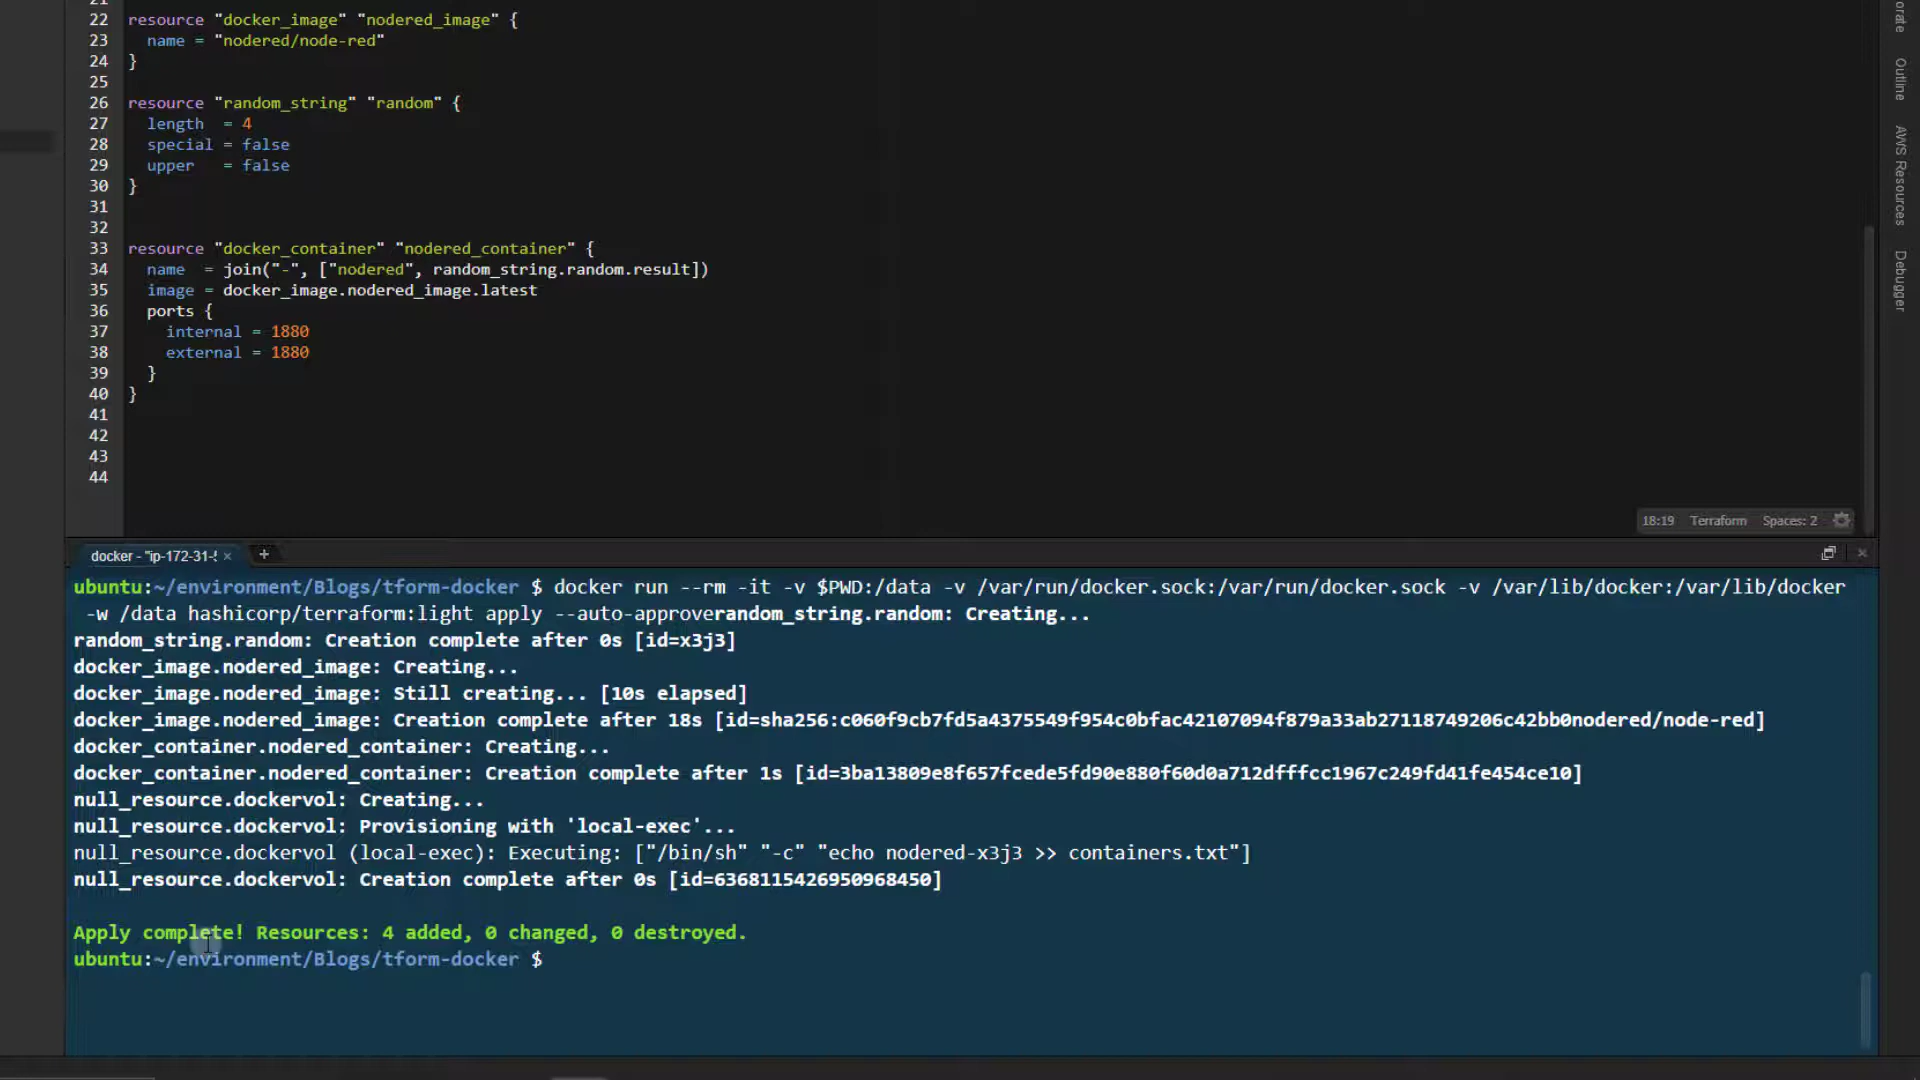 21
22 resource "docker_image" "nodered_image" {
23   name = "nodered/node-red"
24 }
25
26 resource "random_string" "random" {
27   length  = 4
28   special = false
29   upper   = false
30 }
31
32
33 resource "docker_container" "nodered_container" {
34   name  = join("-", ["nodered", random_string.random.result])
35   image = docker_image.nodered_image.latest
36   ports {
37     internal = 1880
38     external = 1880
39   }
40 }
41
42
43
44
orate
Outline
AWS Resources
Debugger
18:19 Terraform Spaces: 2
docker - "ip-172-31-5 × +
ubuntu:~/environment/Blogs/tform-docker $ docker run --rm -it -v $PWD:/data -v /var/run/docker.sock:/var/run/docker.sock -v /var/lib/docker:/var/lib/docker
 -w /data hashicorp/terraform:light apply --auto-approverandom_string.random: Creating...
random_string.random: Creation complete after 0s [id=x3j3]
docker_image.nodered_image: Creating...
docker_image.nodered_image: Still creating... [10s elapsed]
docker_image.nodered_image: Creation complete after 18s [id=sha256:c060f9cb7fd5a4375549f954c0bfac42107094f879a33ab27118749206c42bb0nodered/node-red]
docker_container.nodered_container: Creating...
docker_container.nodered_container: Creation complete after 1s [id=3ba13809e8f657fcede5fd90e880f60d0a712dfffcc1967c249fd41fe454ce10]
null_resource.dockervol: Creating...
null_resource.dockervol: Provisioning with 'local-exec'...
null_resource.dockervol (local-exec): Executing: ["/bin/sh" "-c" "echo nodered-x3j3 >> containers.txt"]
null_resource.dockervol: Creation complete after 0s [id=6368115426950968450]
Apply complete! Resources: 4 added, 0 changed, 0 destroyed.
ubuntu:~/environment/Blogs/tform-docker $